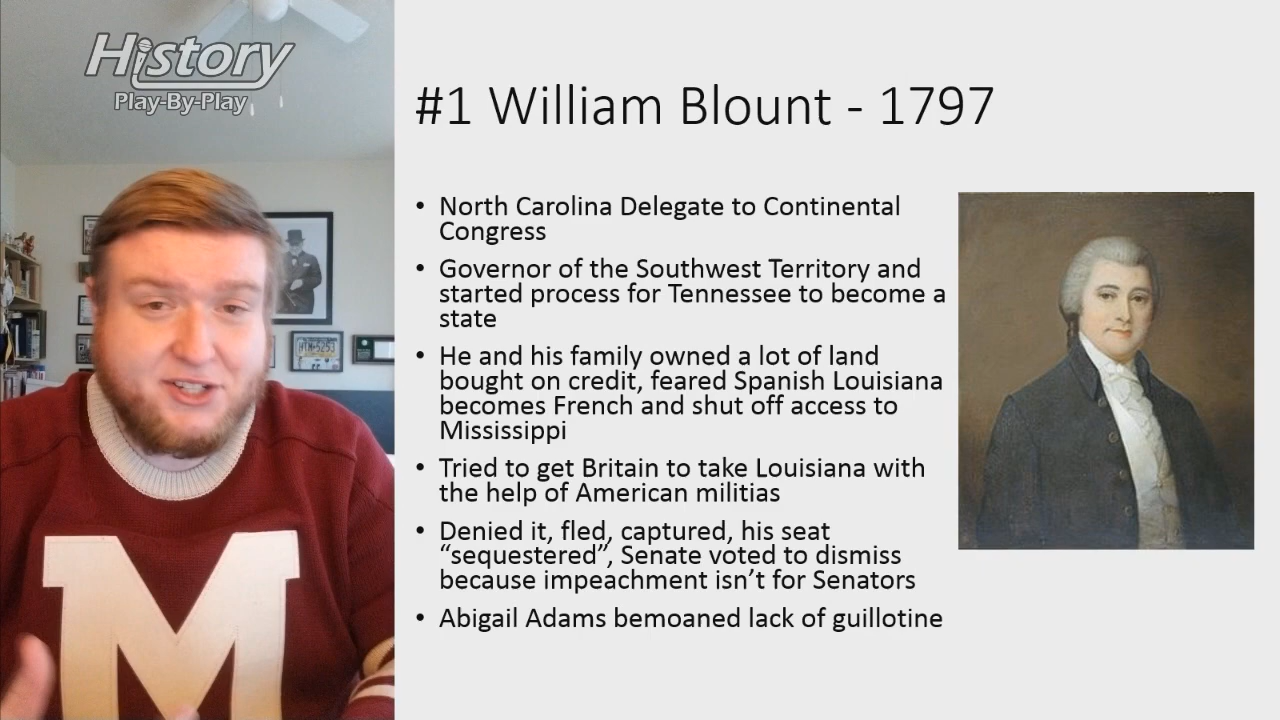 History
Play-By-Play
#1 William Blount - 1797
• North Carolina Delegate to Continental
Congress
• Governor of the Southwest Territory and
started process for Tennessee to become a
state
• He and his family owned a lot of land
bought on credit, feared Spanish Louisiana
becomes French and shut off access to
Mississippi
• Tried to get Britain to take Louisiana with
the help of American militias
• Denied it, fled, captured, his seat
“sequestered”, Senate voted to dismiss
because impeachment isn’t for Senators
• Abigail Adams bemoaned lack of guillotine
M